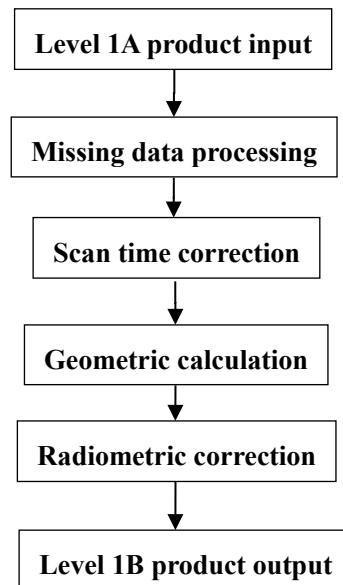 Level 1A product input
Missing data processing
Scan time correction
Geometric calculation
Radiometric correction
Level 1B product output